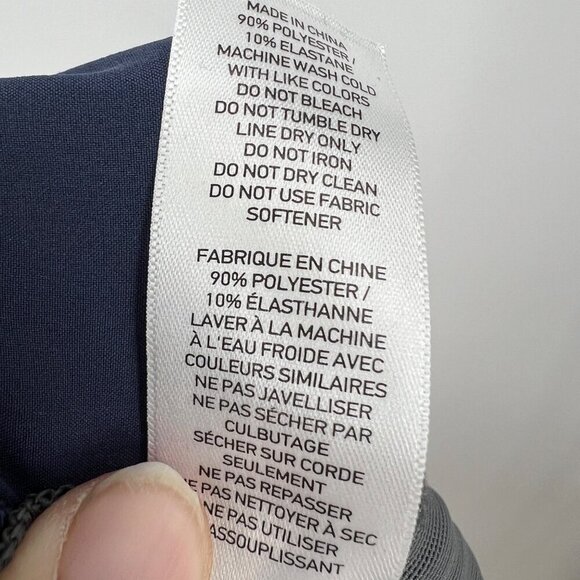 MADE IN CHINA
90% POLYESTER /
10% ELASTANE
MACHINE WASH COLD
WITH LIKE COLORS
DO NOT BLEACH
DO NOT TUMBLE DRY
LINE DRY ONLY
DO NOT IRON
DO NOT DRY CLEAN
DO NOT USE FABRIC
SOFTENER
FABRIQUE EN CHINE
90% POLYESTER /
10% ÉLASTHANNE
LAVER À LA MACHINE
À L'EAU FROIDE AVEC
COULEURS SIMILAIRES
NE PAS JAVELLISER
NE PAS SÉCHER PAR
CULBUTAGE
SÉCHER SUR CORDE
SEULEMENT
NE PAS REPASSER
NE PAS NETTOYER À SEC
NE PAS UTILISER
ASSOUPLISSANT